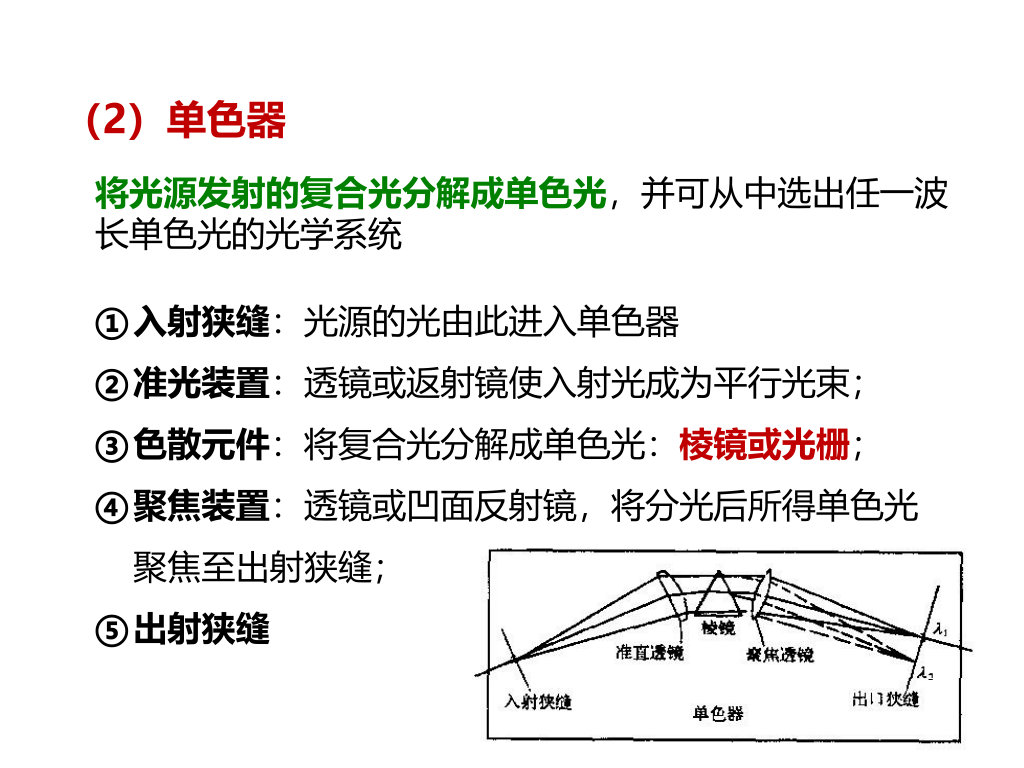 （2）单色器
将光源发射的复合光分解成单色光，并可从中选出任一波
长单色光的光学系统
①入射狭缝：光源的光由此进入单色器
②准光装置：透镜或返射镜使入射光成为平行光束；
③色散元件：将复合光分解成单色光：棱镜或光栅；
④聚焦装置：透镜或凹面反射镜，将分光后所得单色光
聚焦至出射狭缝；
⑤出射狭缝
棱镜
λ₁
准直透镜
聚焦透镜
λ₂
入射狭缝
出口狭缝
单色器